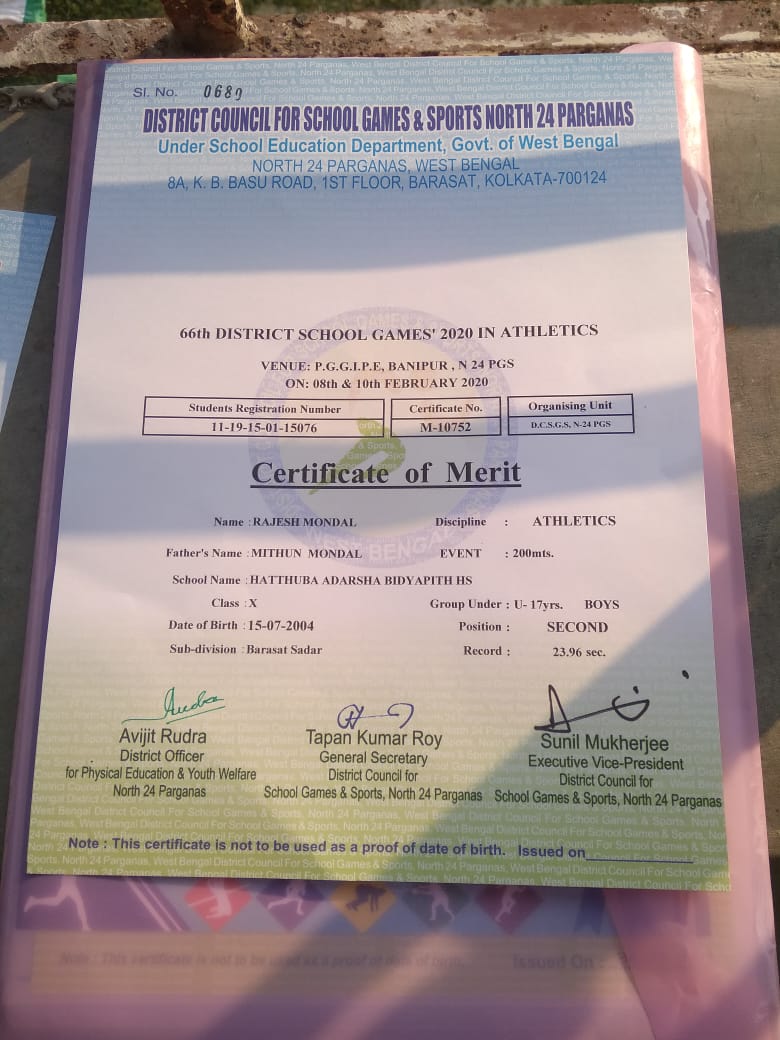 Sl. No. 0689
DISTRICT COUNCIL FOR SCHOOL GAMES & SPORTS NORTH 24 PARGANAS
Under School Education Department, Govt. of West Bengal
NORTH 24 PARGANAS, WEST BENGAL
8A, K. B. BASU ROAD, 1ST FLOOR, BARASAT, KOLKATA-700124
66th DISTRICT SCHOOL GAMES' 2020 IN ATHLETICS
VENUE: P.G.G.I.P.E, BANIPUR , N 24 PGS
ON: 08th & 10th FEBRUARY 2020
Students Registration Number Certificate No. Organising Unit
11-19-15-01-15076 M-10752 D.C.S.G.S, N-24 PGS
Certificate of Merit
Name : RAJESH MONDAL Discipline : ATHLETICS
Father's Name : MITHUN MONDAL EVENT : 200mts.
School Name : HATTHUBA ADARSHA BIDYAPITH HS
Class : X Group Under : U- 17yrs. BOYS
Date of Birth : 15-07-2004 Position : SECOND
Sub-division : Barasat Sadar Record : 23.96 sec.
Avijit Rudra Tapan Kumar Roy Sunil Mukherjee
District Officer General Secretary Executive Vice-President
for Physical Education & Youth Welfare District Council for District Council for
North 24 Parganas School Games & Sports, North 24 Parganas School Games & Sports, North 24 Parganas
Note : This certificate is not to be used as a proof of date of birth. Issued on
Note : This certificate is not to be used as a proof of date of birth. Issued On :